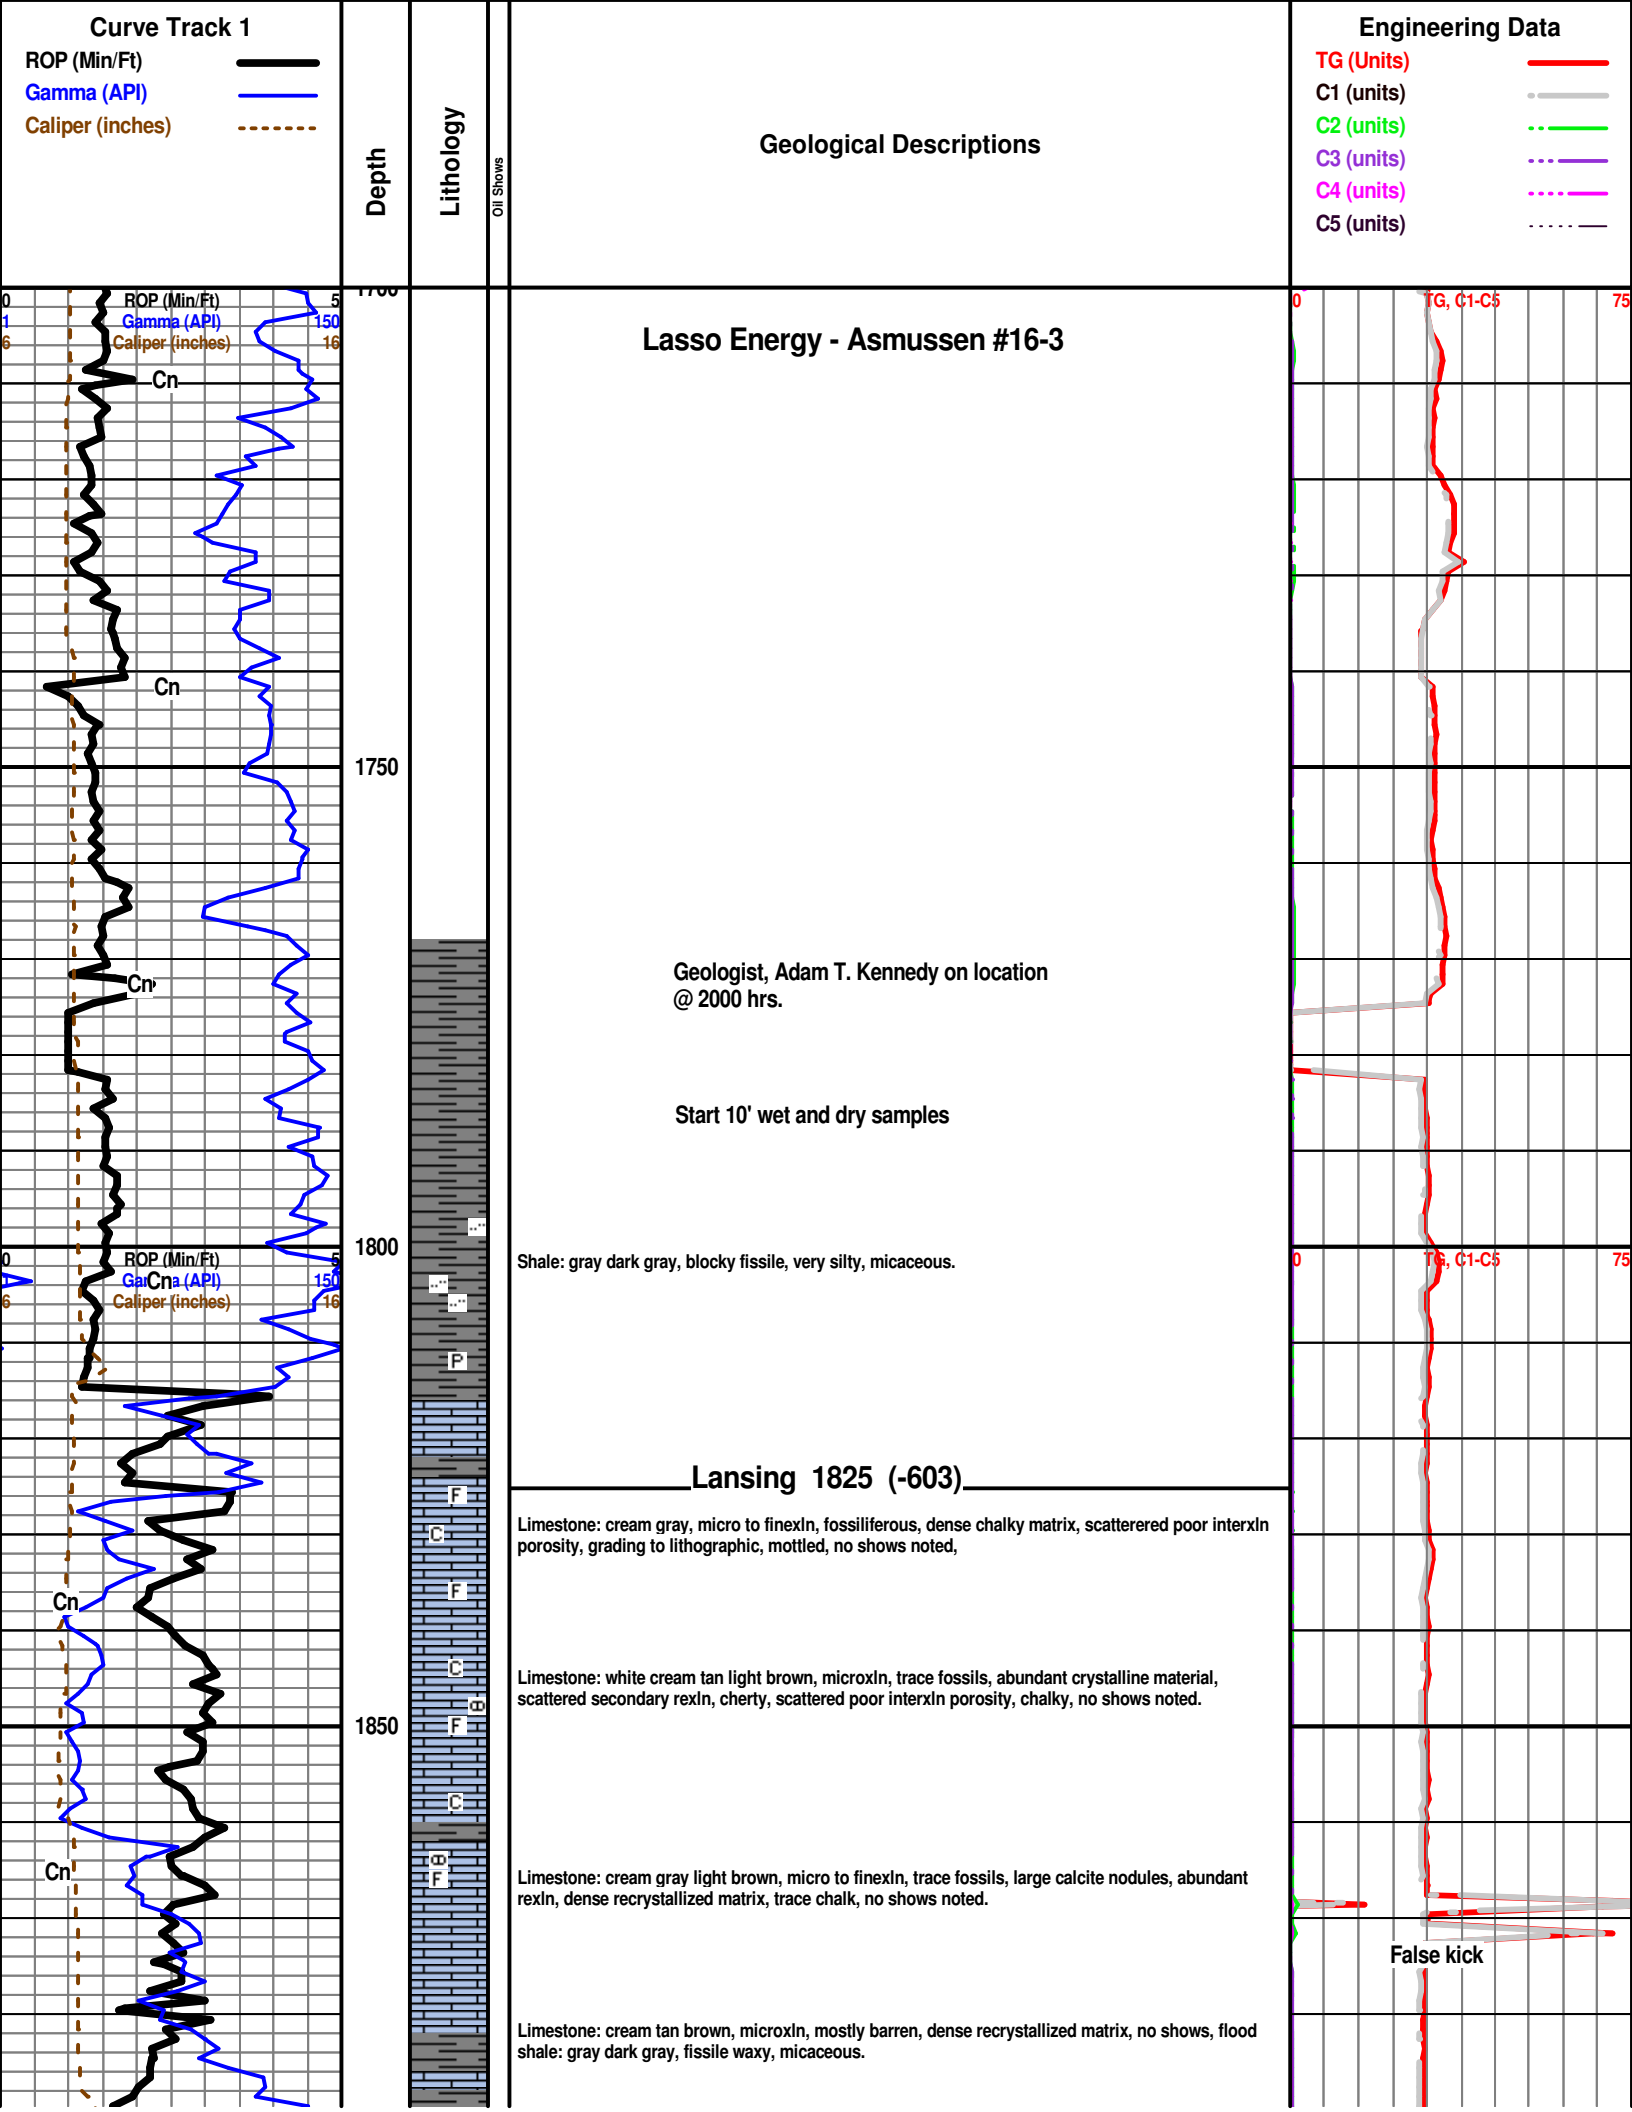 Curve Track 1
ROP (Min/Ft)
Gamma (API)
Caliper (inches)
Depth
Lithology
Oil Shows
Geological Descriptions
Engineering Data
TG (Units)
C1 (units)
C2 (units)
C3 (units)
C4 (units)
C5 (units)
1700
0 ROP (Min/Ft) 5
1 Gamma (API) 150
6 Caliper (inches) 16
0 TG, C1-C5 75
Lasso Energy - Asmussen #16-3
Cn
Cn
1750
Geologist, Adam T. Kennedy on location
@ 2000 hrs.
Cn
Start 10' wet and dry samples
1800
0 ROP (Min/Ft) 5
Gamma (API) 150
Cn
6 Caliper (inches) 16
0 TG, C1-C5 75
Shale: gray dark gray, blocky fissile, very silty, micaceous.
P
Lansing 1825 (-603)
F
Limestone: cream gray, micro to finexln, fossiliferous, dense chalky matrix, scatterered poor interxln
porosity, grading to lithographic, mottled, no shows noted,
C
F
Cn
C
Limestone: white cream tan light brown, microxln, trace fossils, abundant crystalline material,
scattered secondary rexln, cherty, scattered poor interxln porosity, chalky, no shows noted.
F
1850
C
Cn
F
Limestone: cream gray light brown, micro to finexln, trace fossils, large calcite nodules, abundant
rexln, dense recrystallized matrix, trace chalk, no shows noted.
False kick
Limestone: cream tan brown, microxln, mostly barren, dense recrystallized matrix, no shows, flood
shale: gray dark gray, fissile waxy, micaceous.